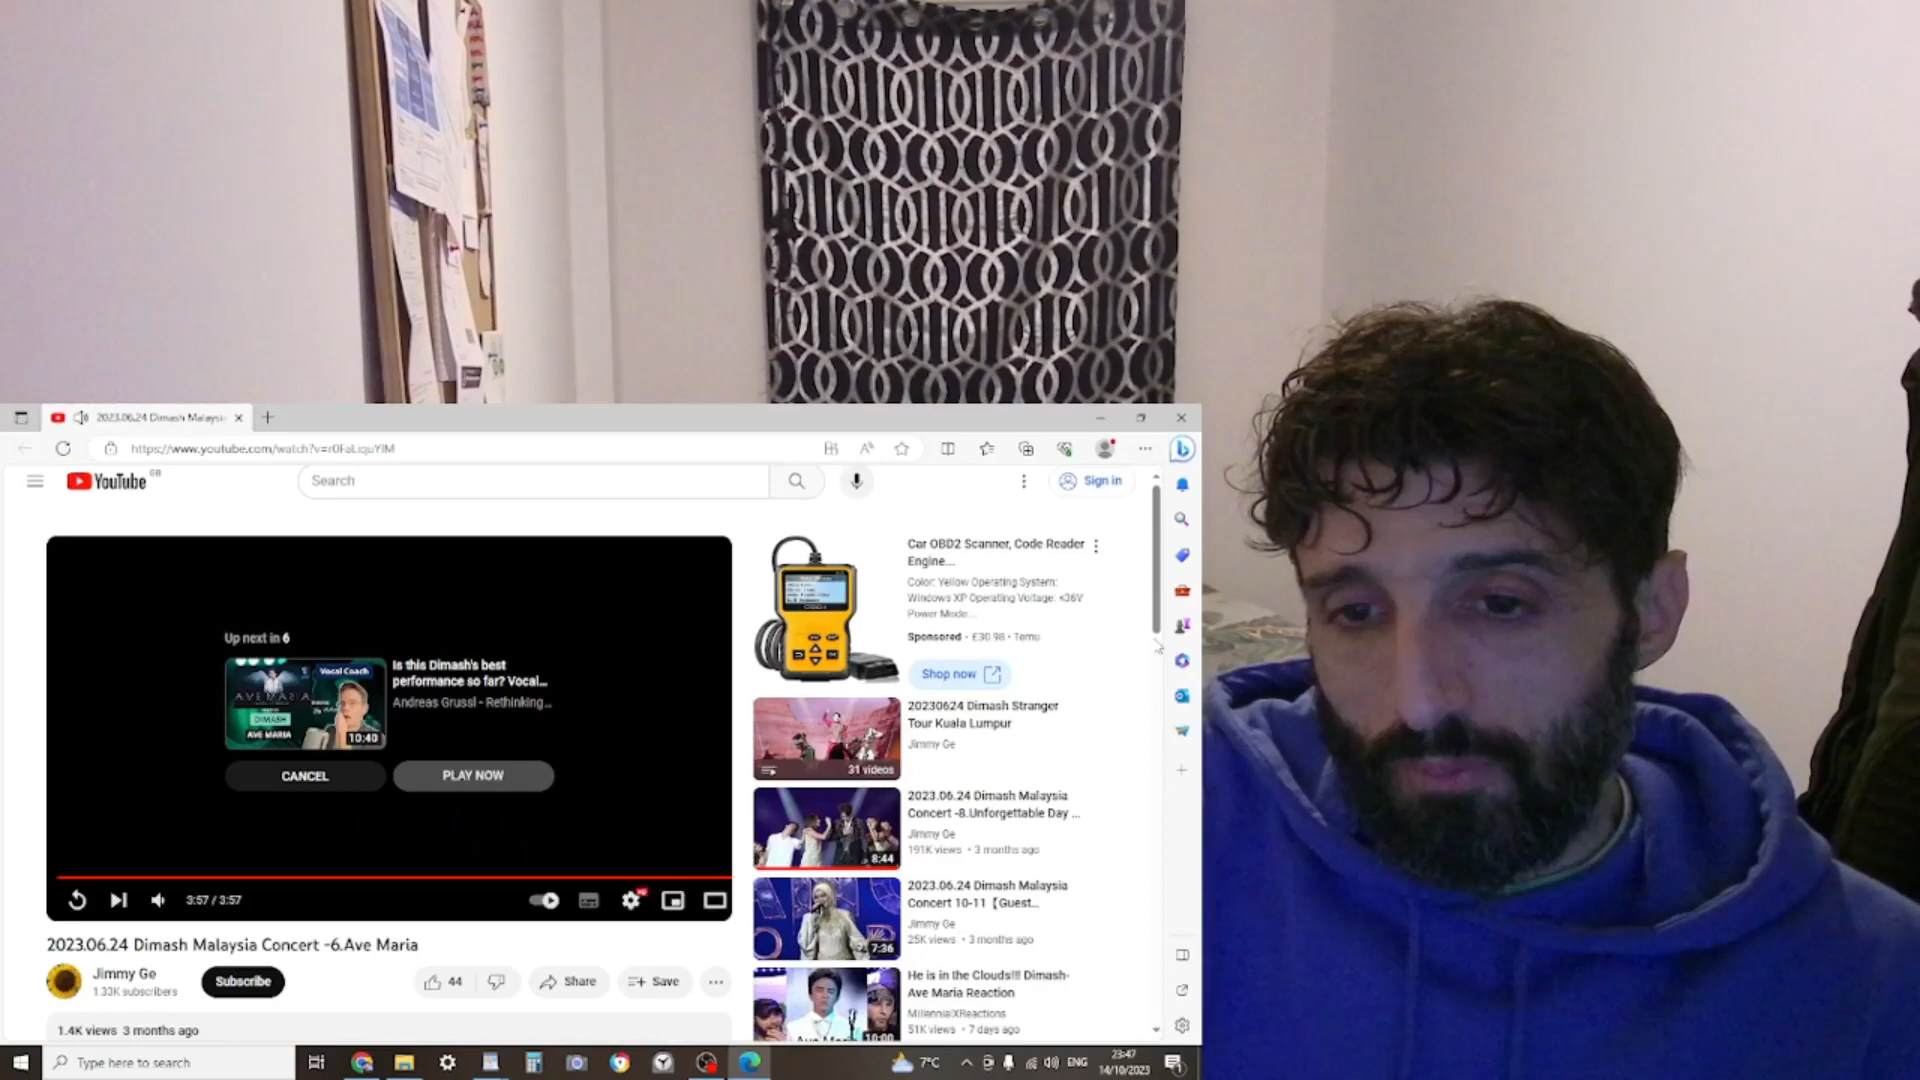 2023.06.24 Dimash Malaysi
https://www.youtube.com/watch?v=r0FaLiquYlM
YouTube GB
Search
Sign in
Up next in 6
Vocal Coach
AVE MARIA
DIMASH
AVE MARIA
10:40
Is this Dimash's best
performance so far? Vocal...
Andreas Grussl - Rethinking...
CANCEL
PLAY NOW
3:57 / 3:57
2023.06.24 Dimash Malaysia Concert -6.Ave Maria
Jimmy Ge
1.33K subscribers
Subscribe
44
Share
Save
1.4K views 3 months ago
Car OBD2 Scanner, Code Reader
Engine...
Color: Yellow Operating System:
Windows XP Operating Voltage: <36V
Power Mode:...
Sponsored · £30.98 · Temu
Shop now
20230624 Dimash Stranger
Tour Kuala Lumpur
Jimmy Ge
31 videos
2023.06.24 Dimash Malaysia
Concert -8.Unforgettable Day ...
Jimmy Ge
191K views · 3 months ago
8:44
2023.06.24 Dimash Malaysia
Concert 10-11【Guest...
Jimmy Ge
25K views · 3 months ago
7:36
He is in the Clouds!!! Dimash-
Ave Maria Reaction
MillenniaIXReactions
51K views · 7 days ago
10:00
Type here to search
7°C
ENG
23:47
14/10/2023